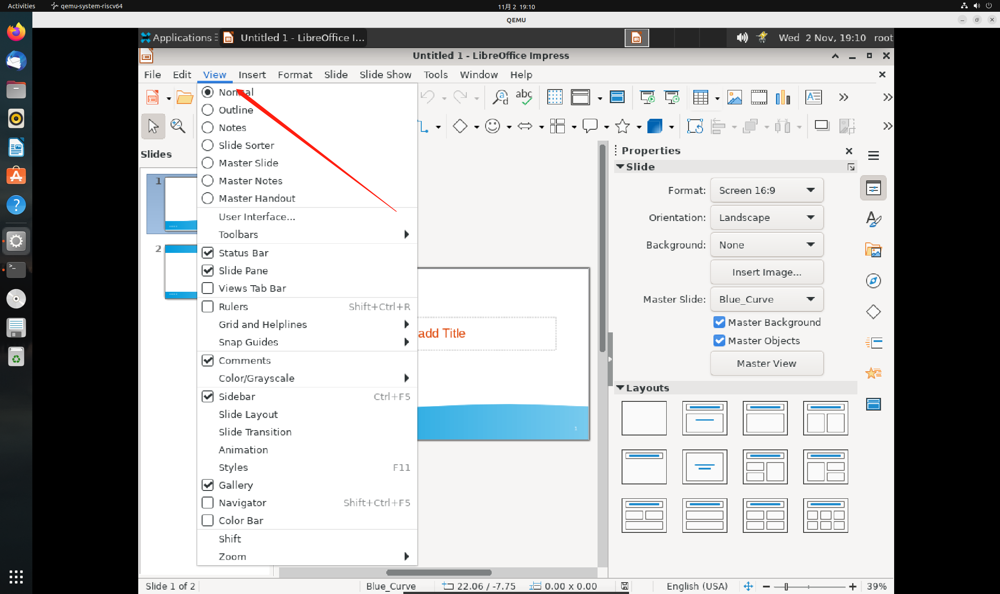 Activities qemu-system-riscv64 11月 2 19:10
QEMU
Applications Untitled 1 - LibreOffice I... Wed 2 Nov, 19:10 root
Untitled 1 - LibreOffice Impress
File Edit View Insert Format Slide Slide Show Tools Window Help
Normal
Outline
Notes
Slide Sorter
Master Slide
Master Notes
Master Handout
User Interface...
Toolbars
Status Bar
Slide Pane
Views Tab Bar
Rulers Shift+Ctrl+R
Grid and Helplines
Snap Guides
Comments
Color/Grayscale
Sidebar Ctrl+F5
Slide Layout
Slide Transition
Animation
Styles F11
Gallery
Navigator Shift+Ctrl+F5
Color Bar
Shift
Zoom
Slides
1
2
add Title
1
Properties
Slide
Format: Screen 16:9
Orientation: Landscape
Background: None
Insert Image...
Master Slide: Blue_Curve
Master Background
Master Objects
Master View
Layouts
Slide 1 of 2 Blue_Curve 22.06 / -7.75 0.00 x 0.00 English (USA) 39%